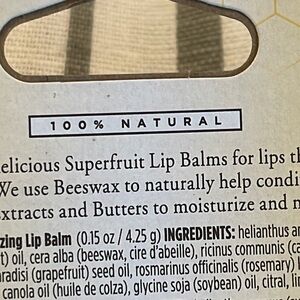 100% NATURAL
elicious Superfruit Lip Balms for lips th
We use Beeswax to naturally help condi
xtracts and Butters to moisturize and n
zing Lip Balm (0.15 oz / 4.25 g) INGREDIENTS: helianthus an
t) oil, cera alba (beeswax, cire d'abeille), ricinus communis (ca
paradisi (grapefruit) seed oil, rosmarinus officinalis (rosemary) l
canola oil (huile de colza), glycine soja (soybean) oil, citral, li